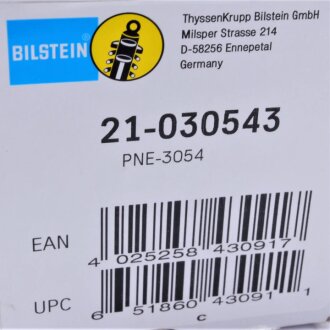 BILSTEIN
ThyssenKrupp Bilstein GmbH
Milsper Strasse 214
D-58256 Ennepetal
Germany
21-030543
PNE-3054
EAN
4 025258 430917
UPC
6 51860 43091 1
c